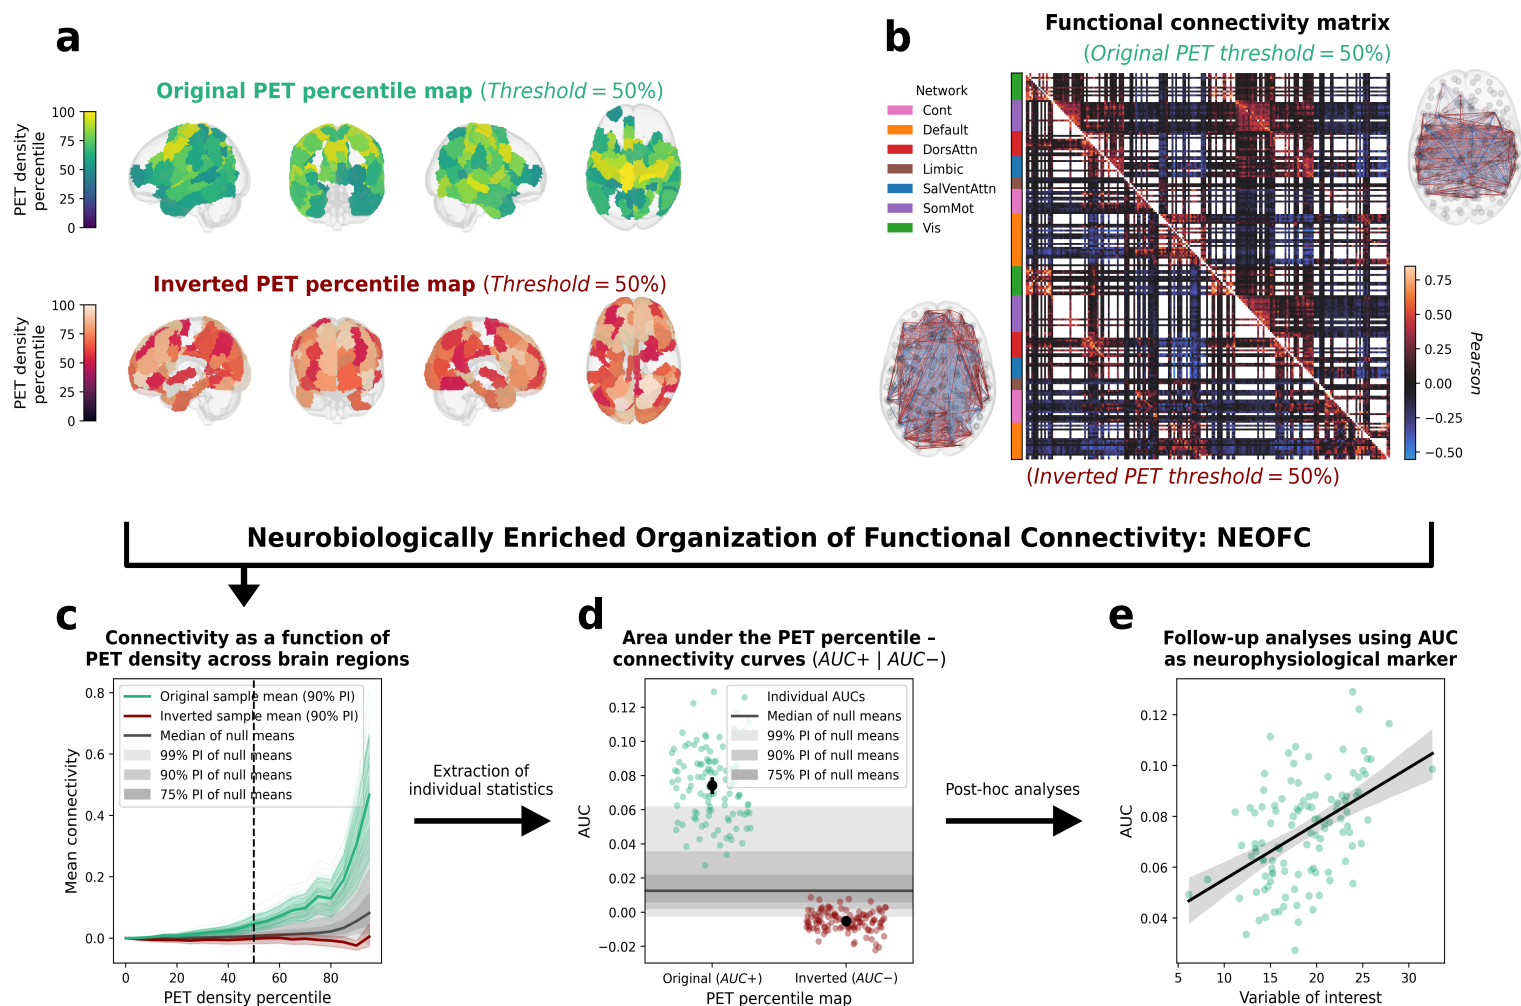 a
Original PET percentile map (Threshold = 50%)
PET density
percentile
100
75
50
25
0
Inverted PET percentile map (Threshold = 50%)
PET density
percentile
100
75
50
25
0
b
Functional connectivity matrix
(Original PET threshold = 50%)
Network
Cont
Default
DorsAttn
Limbic
SalVentAttn
SomMot
Vis
0.75
0.50
0.25
0.00
−0.25
−0.50
Pearson
(Inverted PET threshold = 50%)
Neurobiologically Enriched Organization of Functional Connectivity: NEOFC
c
Connectivity as a function of
PET density across brain regions
Original sample mean (90% PI)
Inverted sample mean (90% PI)
Median of null means
99% PI of null means
90% PI of null means
75% PI of null means
Mean connectivity
0.8
0.6
0.4
0.2
0.0
0 20 40 60 80
PET density percentile
Extraction of
individual statistics
d
Area under the PET percentile –
connectivity curves (AUC+ | AUC−)
Individual AUCs
Median of null means
99% PI of null means
90% PI of null means
75% PI of null means
AUC
0.12
0.10
0.08
0.06
0.04
0.02
0.00
−0.02
Original (AUC+) Inverted (AUC−)
PET percentile map
Post-hoc analyses
e
Follow-up analyses using AUC
as neurophysiological marker
AUC
0.12
0.10
0.08
0.06
0.04
5 10 15 20 25 30
Variable of interest